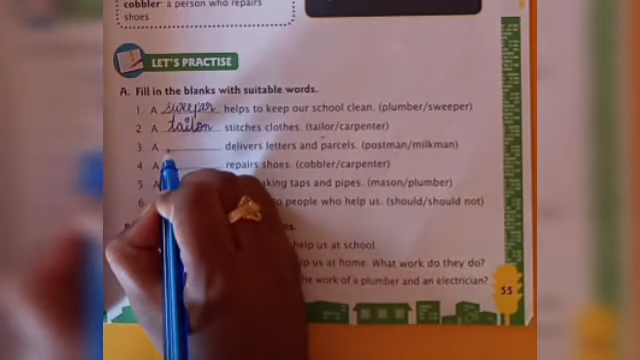 cobbler: a person who repairs
shoes
LET'S PRACTISE
A. Fill in the blanks with suitable words.
1. A sweeper helps to keep our school clean. (plumber/sweeper)
2 A tailor stitches clothes. (tailor/carpenter)
3 A delivers letters and parcels. (postman/milkman)
4 A repairs shoes. (cobbler/carpenter)
5 A taps and pipes. (mason/plumber)
6 to people who help us. (should/should not)
help us at school.
us at home. What work do they do?
work of a plumber and an electrician?
55